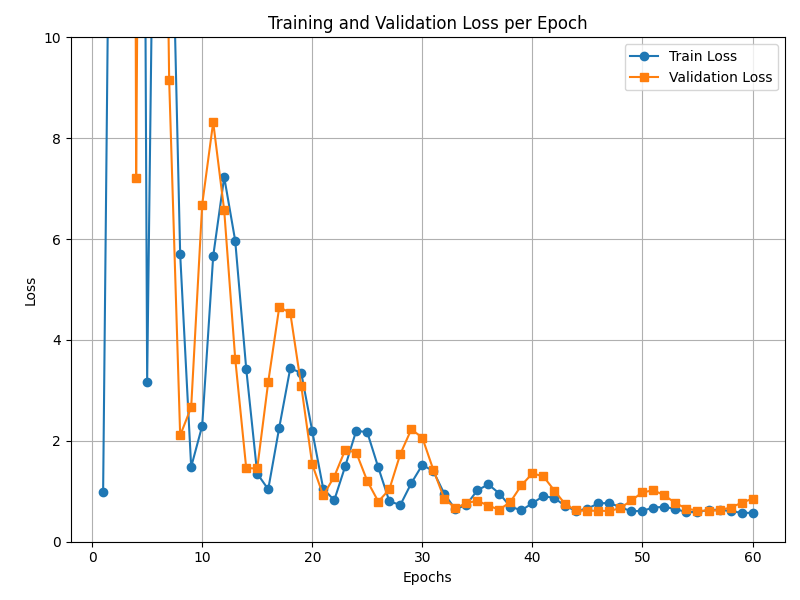 Training and Validation Loss per Epoch
Train Loss
Validation Loss
Loss
10
8
6
4
2
0
0 10 20 30 40 50 60
Epochs